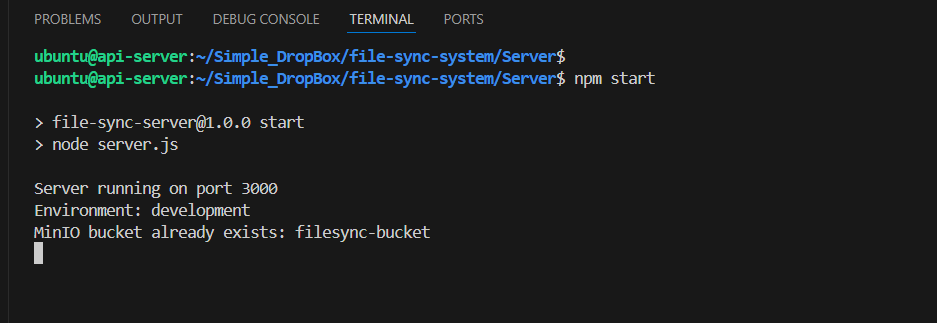 PROBLEMS OUTPUT DEBUG CONSOLE TERMINAL PORTS
ubuntu@api-server:~/Simple_DropBox/file-sync-system/Server$
ubuntu@api-server:~/Simple_DropBox/file-sync-system/Server$ npm start
> file-sync-server@1.0.0 start
> node server.js
Server running on port 3000
Environment: development
MinIO bucket already exists: filesync-bucket